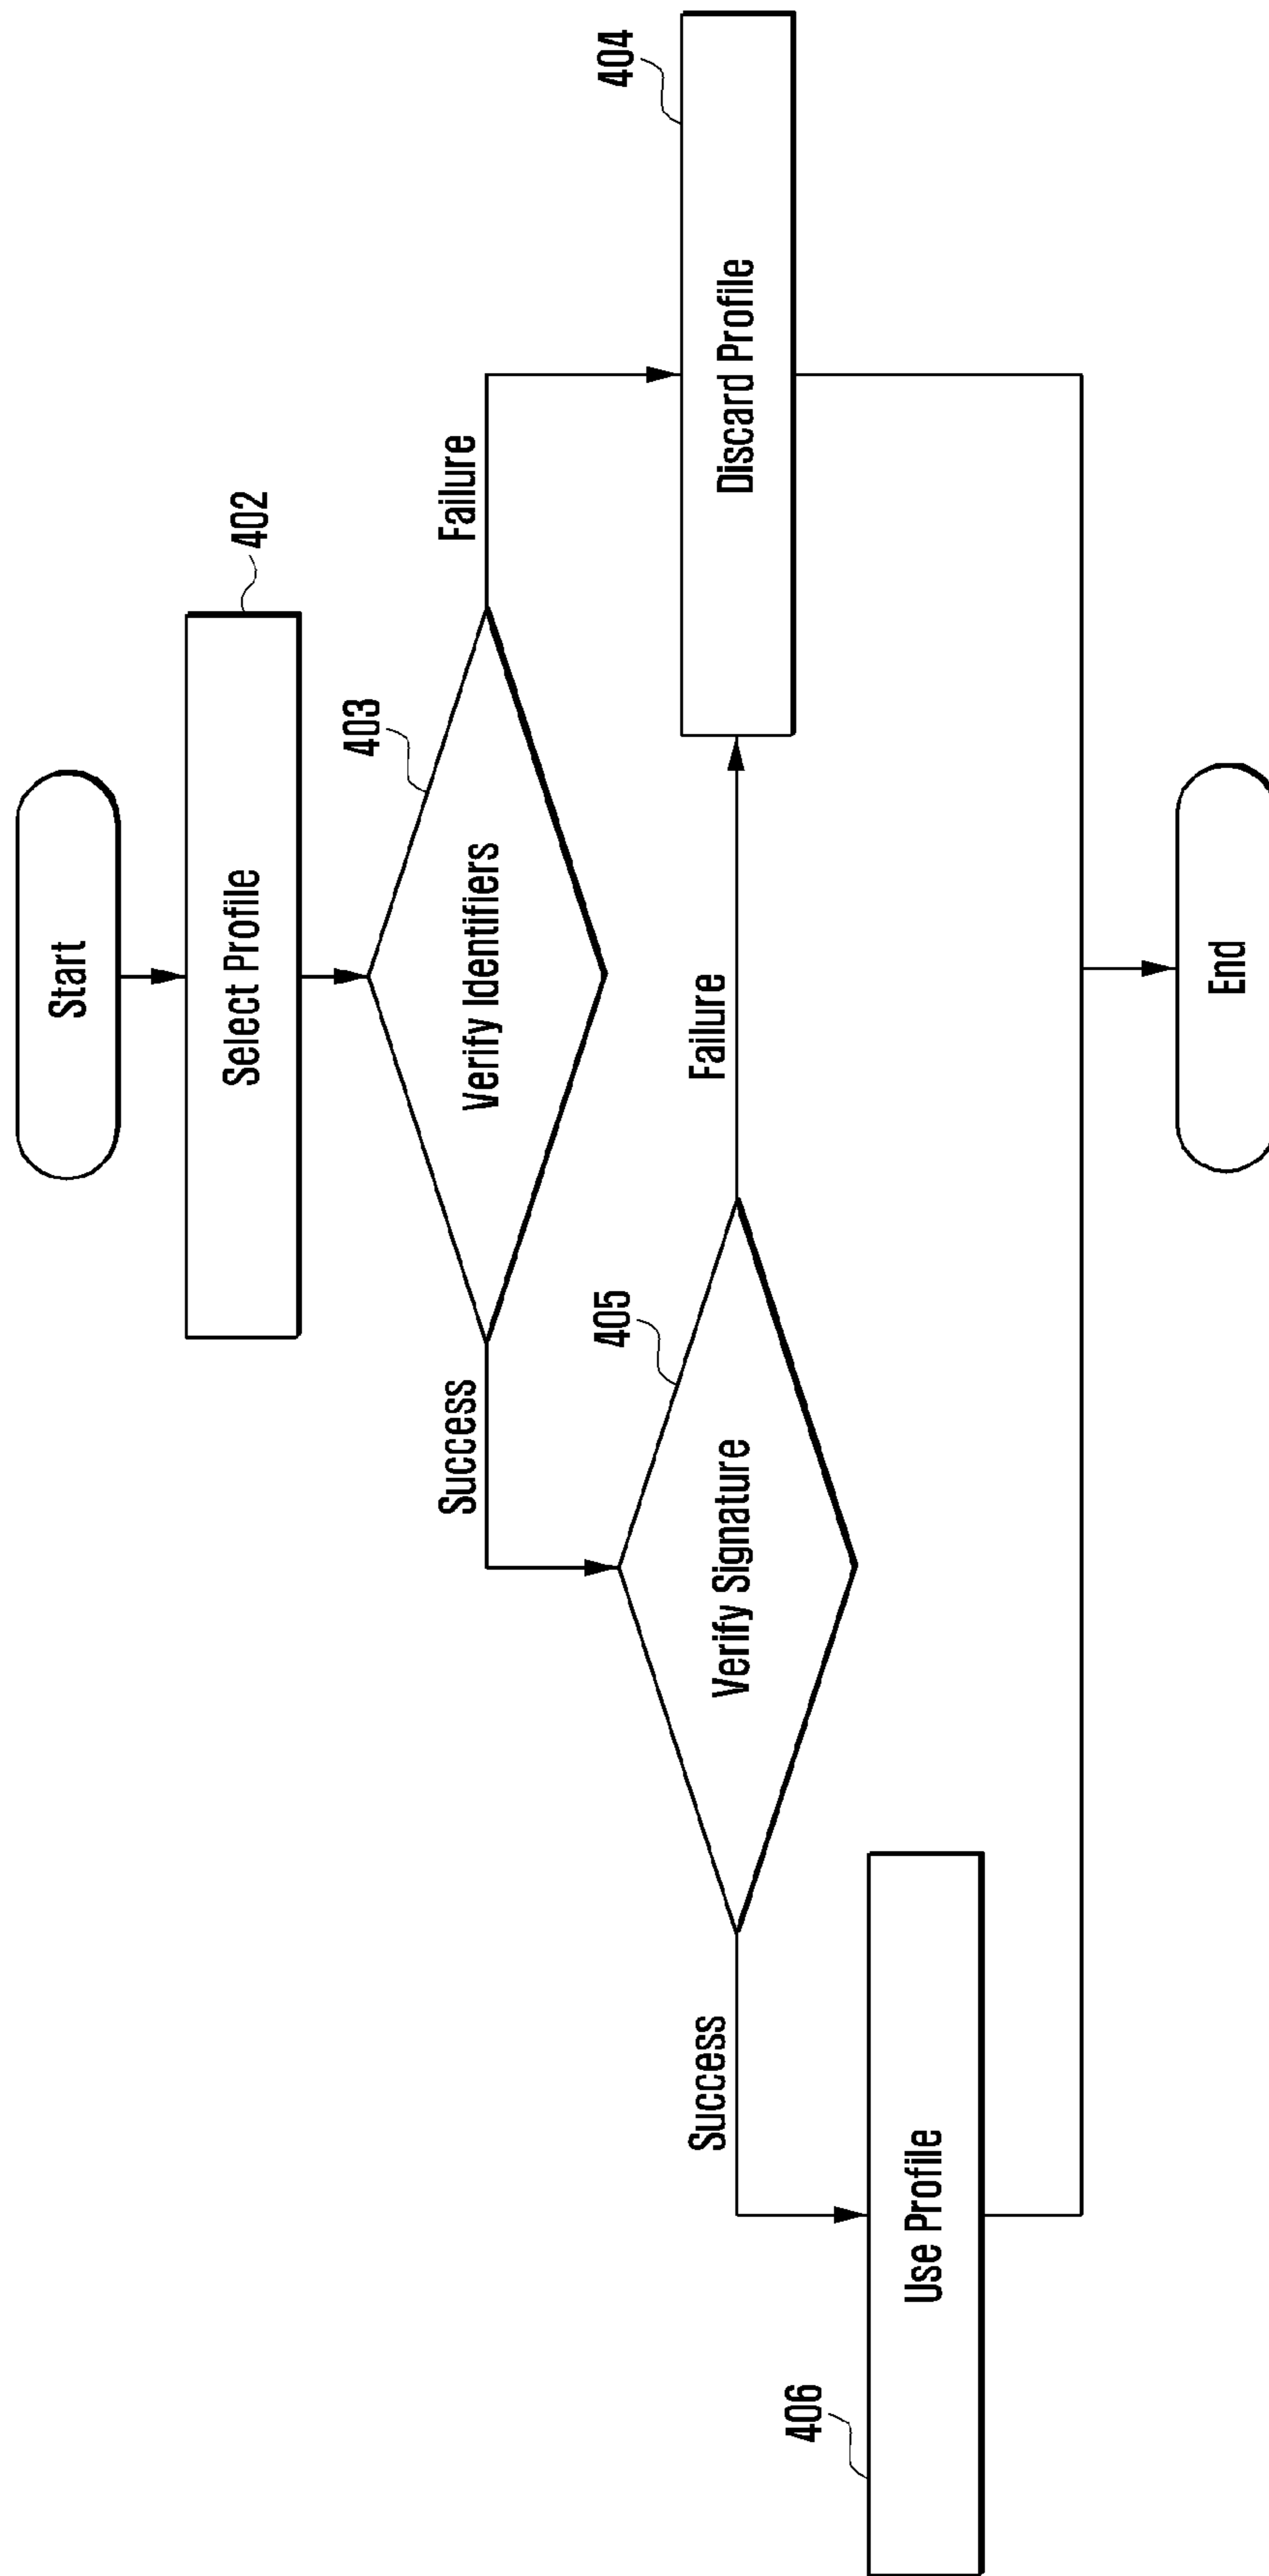 Start
Select Profile
402
Verify Identifiers
403
Success
Failure
Verify Signature
405
Success
Failure
Discard Profile
404
Use Profile
406
End